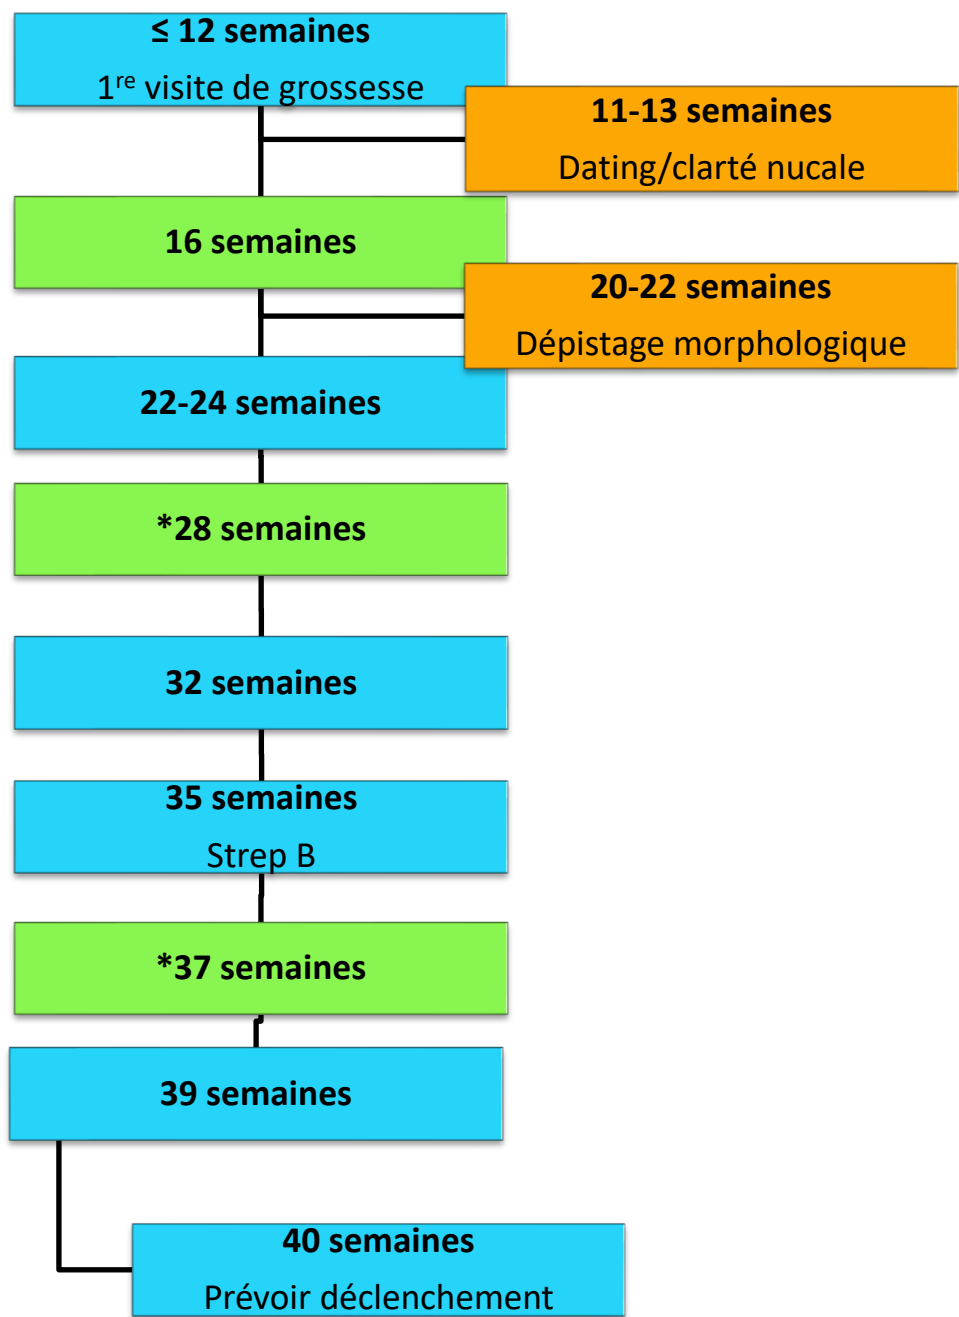 ≤ 12 semaines
1re visite de grossesse
11-13 semaines
Dating/clarté nucale
16 semaines
20-22 semaines
Dépistage morphologique
22-24 semaines
*28 semaines
32 semaines
35 semaines
Strep B
*37 semaines
39 semaines
40 semaines
Prévoir déclenchement